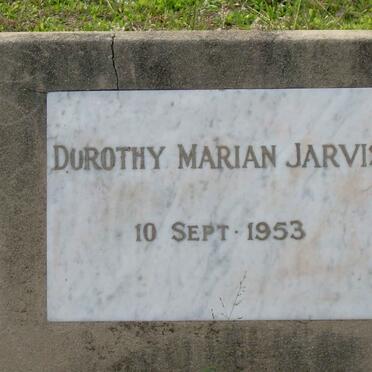 DOROTHY MARIAN JARVIS
10 SEPT · 1953